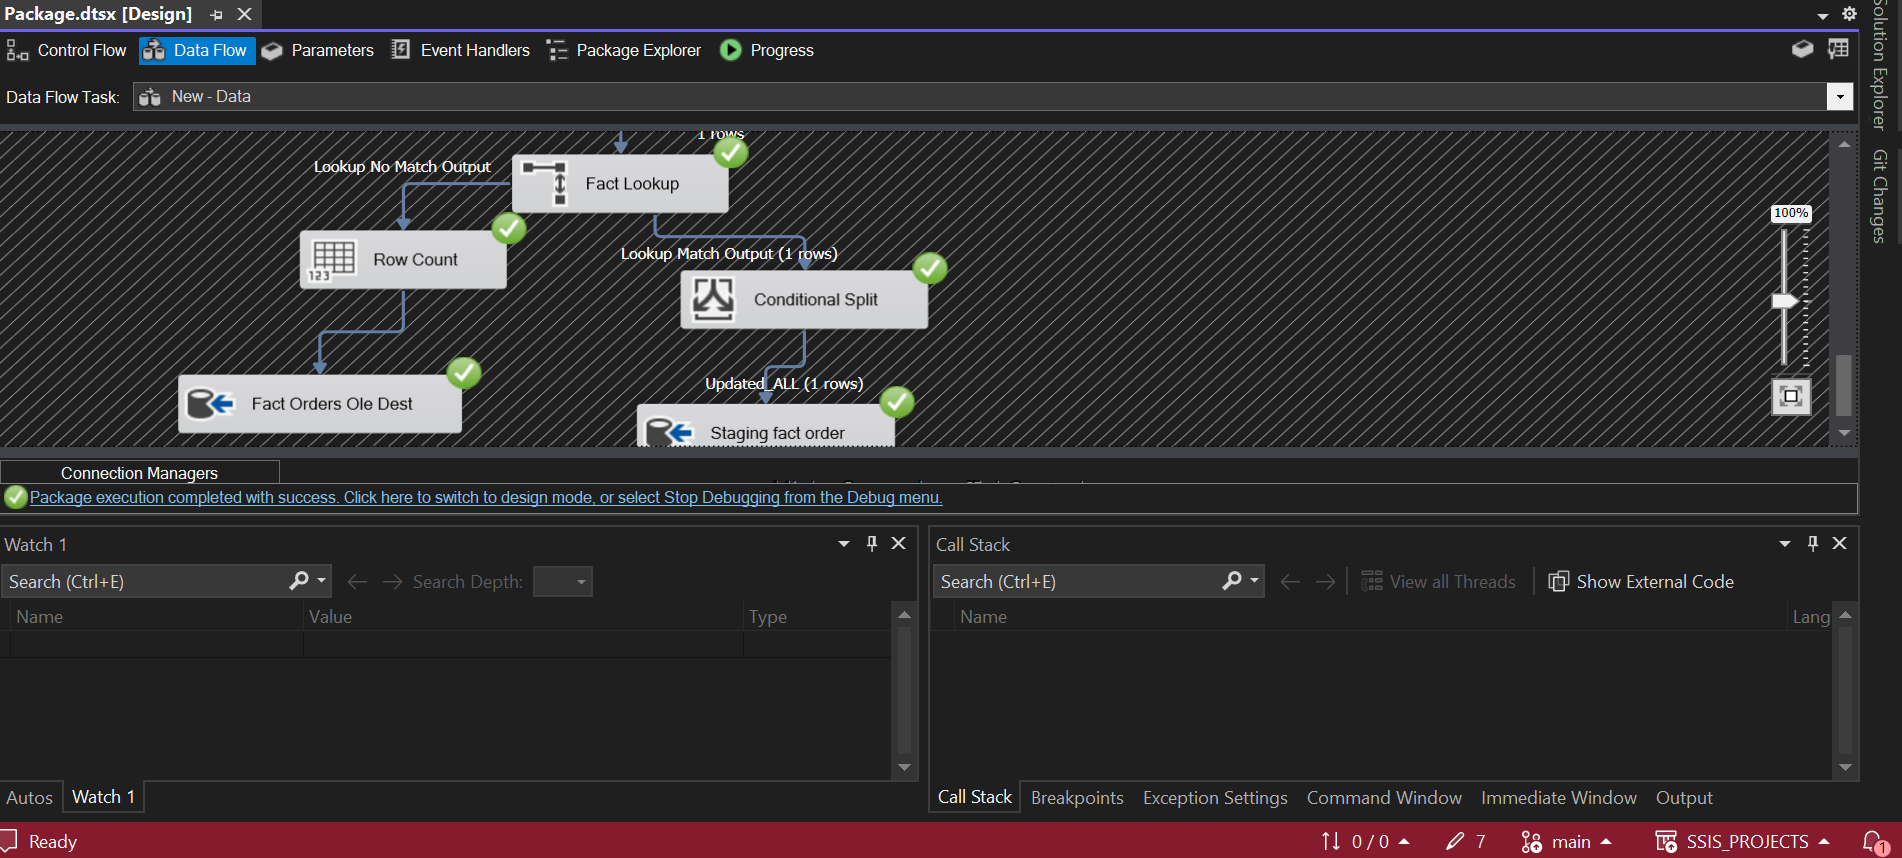 Package.dtsx [Design]
Control Flow
Data Flow
Parameters
Event Handlers
Package Explorer
Progress
Data Flow Task:
New - Data
1 rows
Lookup No Match Output
Fact Lookup
Row Count
Lookup Match Output (1 rows)
123
Conditional Split
Updated_ALL (1 rows)
Fact Orders Ole Dest
Staging fact order
100%
Solution Explorer
Git Changes
Connection Managers
Package execution completed with success. Click here to switch to design mode, or select Stop Debugging from the Debug menu.
Watch 1
Search (Ctrl+E)
Search Depth:
Name
Value
Type
Autos
Watch 1
Call Stack
Search (Ctrl+E)
View all Threads
Show External Code
Name
Lang
Call Stack
Breakpoints
Exception Settings
Command Window
Immediate Window
Output
Ready
0 / 0
7
main
SSIS_PROJECTS
1